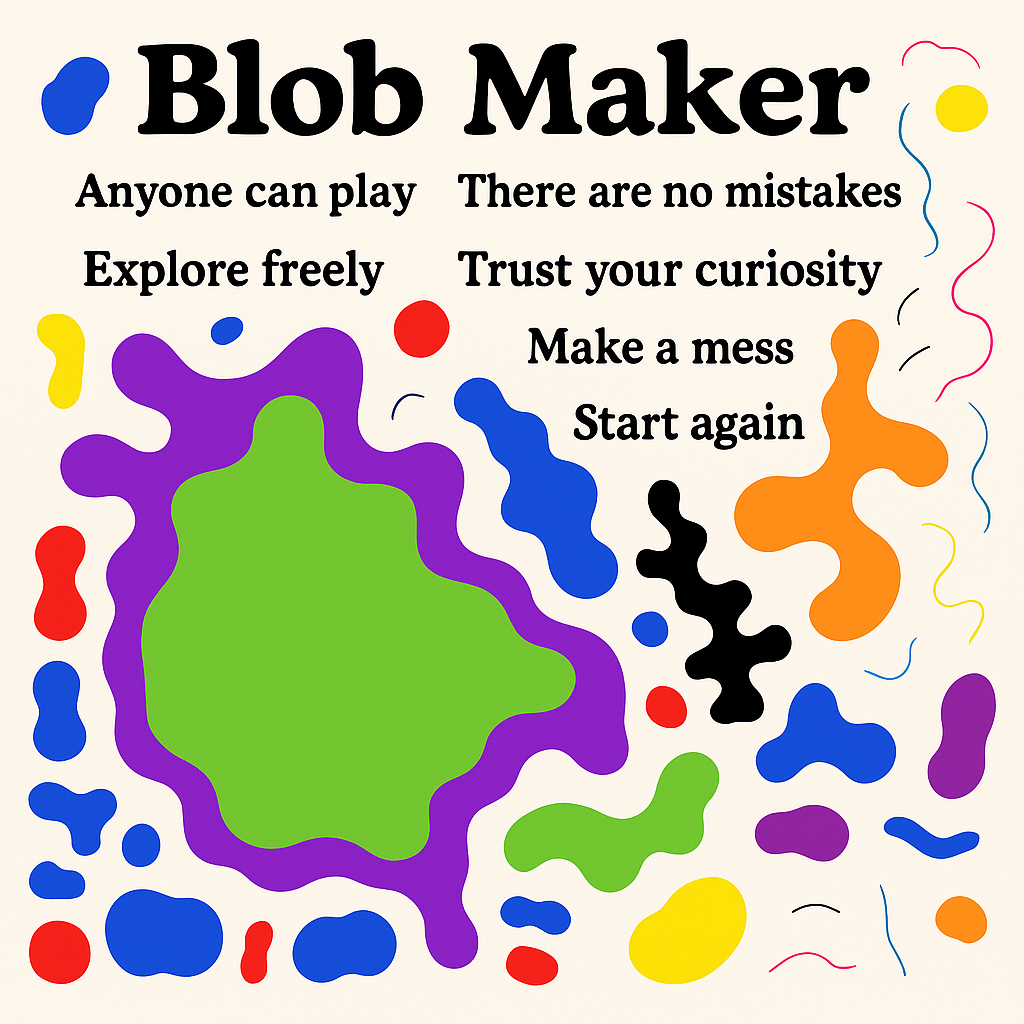 Blob Maker
Anyone can play
There are no mistakes
Explore freely
Trust your curiosity
Make a mess
Start again